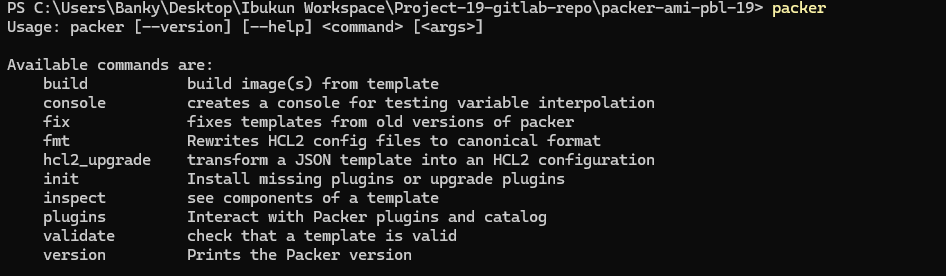 PS C:\Users\Banky\Desktop\Ibukun Workspace\Project-19-gitlab-repo\packer-ami-pbl-19> packer
Usage: packer [--version] [--help] <command> [<args>]

Available commands are:
    build           build image(s) from template
    console         creates a console for testing variable interpolation
    fix             fixes templates from old versions of packer
    fmt             Rewrites HCL2 config files to canonical format
    hcl2_upgrade    transform a JSON template into an HCL2 configuration
    init            Install missing plugins or upgrade plugins
    inspect         see components of a template
    plugins         Interact with Packer plugins and catalog
    validate        check that a template is valid
    version         Prints the Packer version